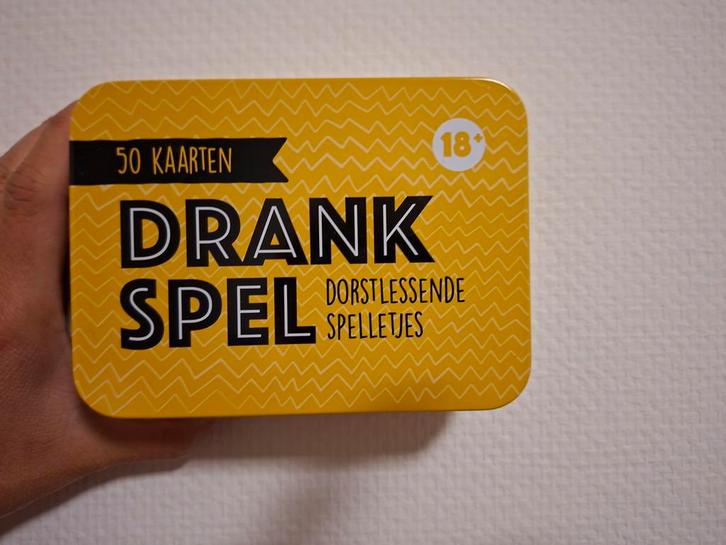 18+
50 KAARTEN
DRANK
SPEL
DORSTLESSENDE
SPELLETJES